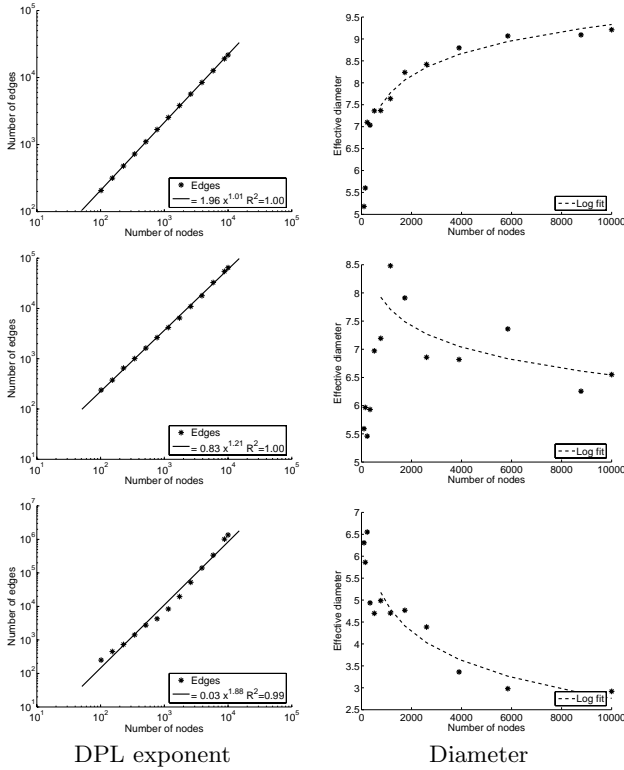 10^5
10^4
10^3
10^2
10^1 10^2 10^3 10^4 10^5
Number of edges
Number of nodes
Edges
= 1.96 x^1.01 R^2=1.00
9.5
9
8.5
8
7.5
7
6.5
6
5.5
5
0 2000 4000 6000 8000 10000
Effective diameter
Number of nodes
Log fit
10^5
10^4
10^3
10^2
10^1
10^1 10^2 10^3 10^4 10^5
Number of edges
Number of nodes
Edges
= 0.83 x^1.21 R^2=1.00
8.5
8
7.5
7
6.5
6
5.5
5
0 2000 4000 6000 8000 10000
Effective diameter
Number of nodes
Log fit
10^7
10^6
10^5
10^4
10^3
10^2
10^1
10^1 10^2 10^3 10^4 10^5
Number of edges
Number of nodes
Edges
= 0.03 x^1.88 R^2=0.99
7
6.5
6
5.5
5
4.5
4
3.5
3
2.5
0 2000 4000 6000 8000 10000
Effective diameter
Number of nodes
Log fit
DPL exponent
Diameter